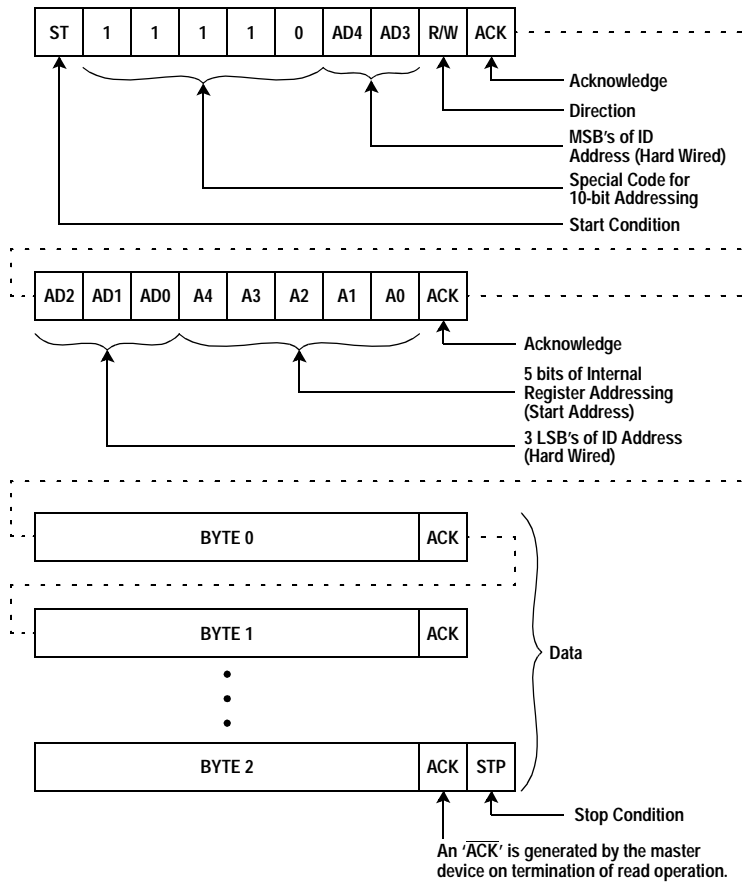 ST 1 1 1 1 0 AD4 AD3 R/W ACK
Acknowledge
Direction
MSB's of ID
Address (Hard Wired)
Special Code for
10-bit Addressing
Start Condition
AD2 AD1 AD0 A4 A3 A2 A1 A0 ACK
Acknowledge
5 bits of Internal
Register Addressing
(Start Address)
3 LSB's of ID Address
(Hard Wired)
BYTE 0 ACK
BYTE 1 ACK
Data
BYTE 2 ACK STP
Stop Condition
An ‘A̅C̅K̅’ is generated by the master
device on termination of read operation.